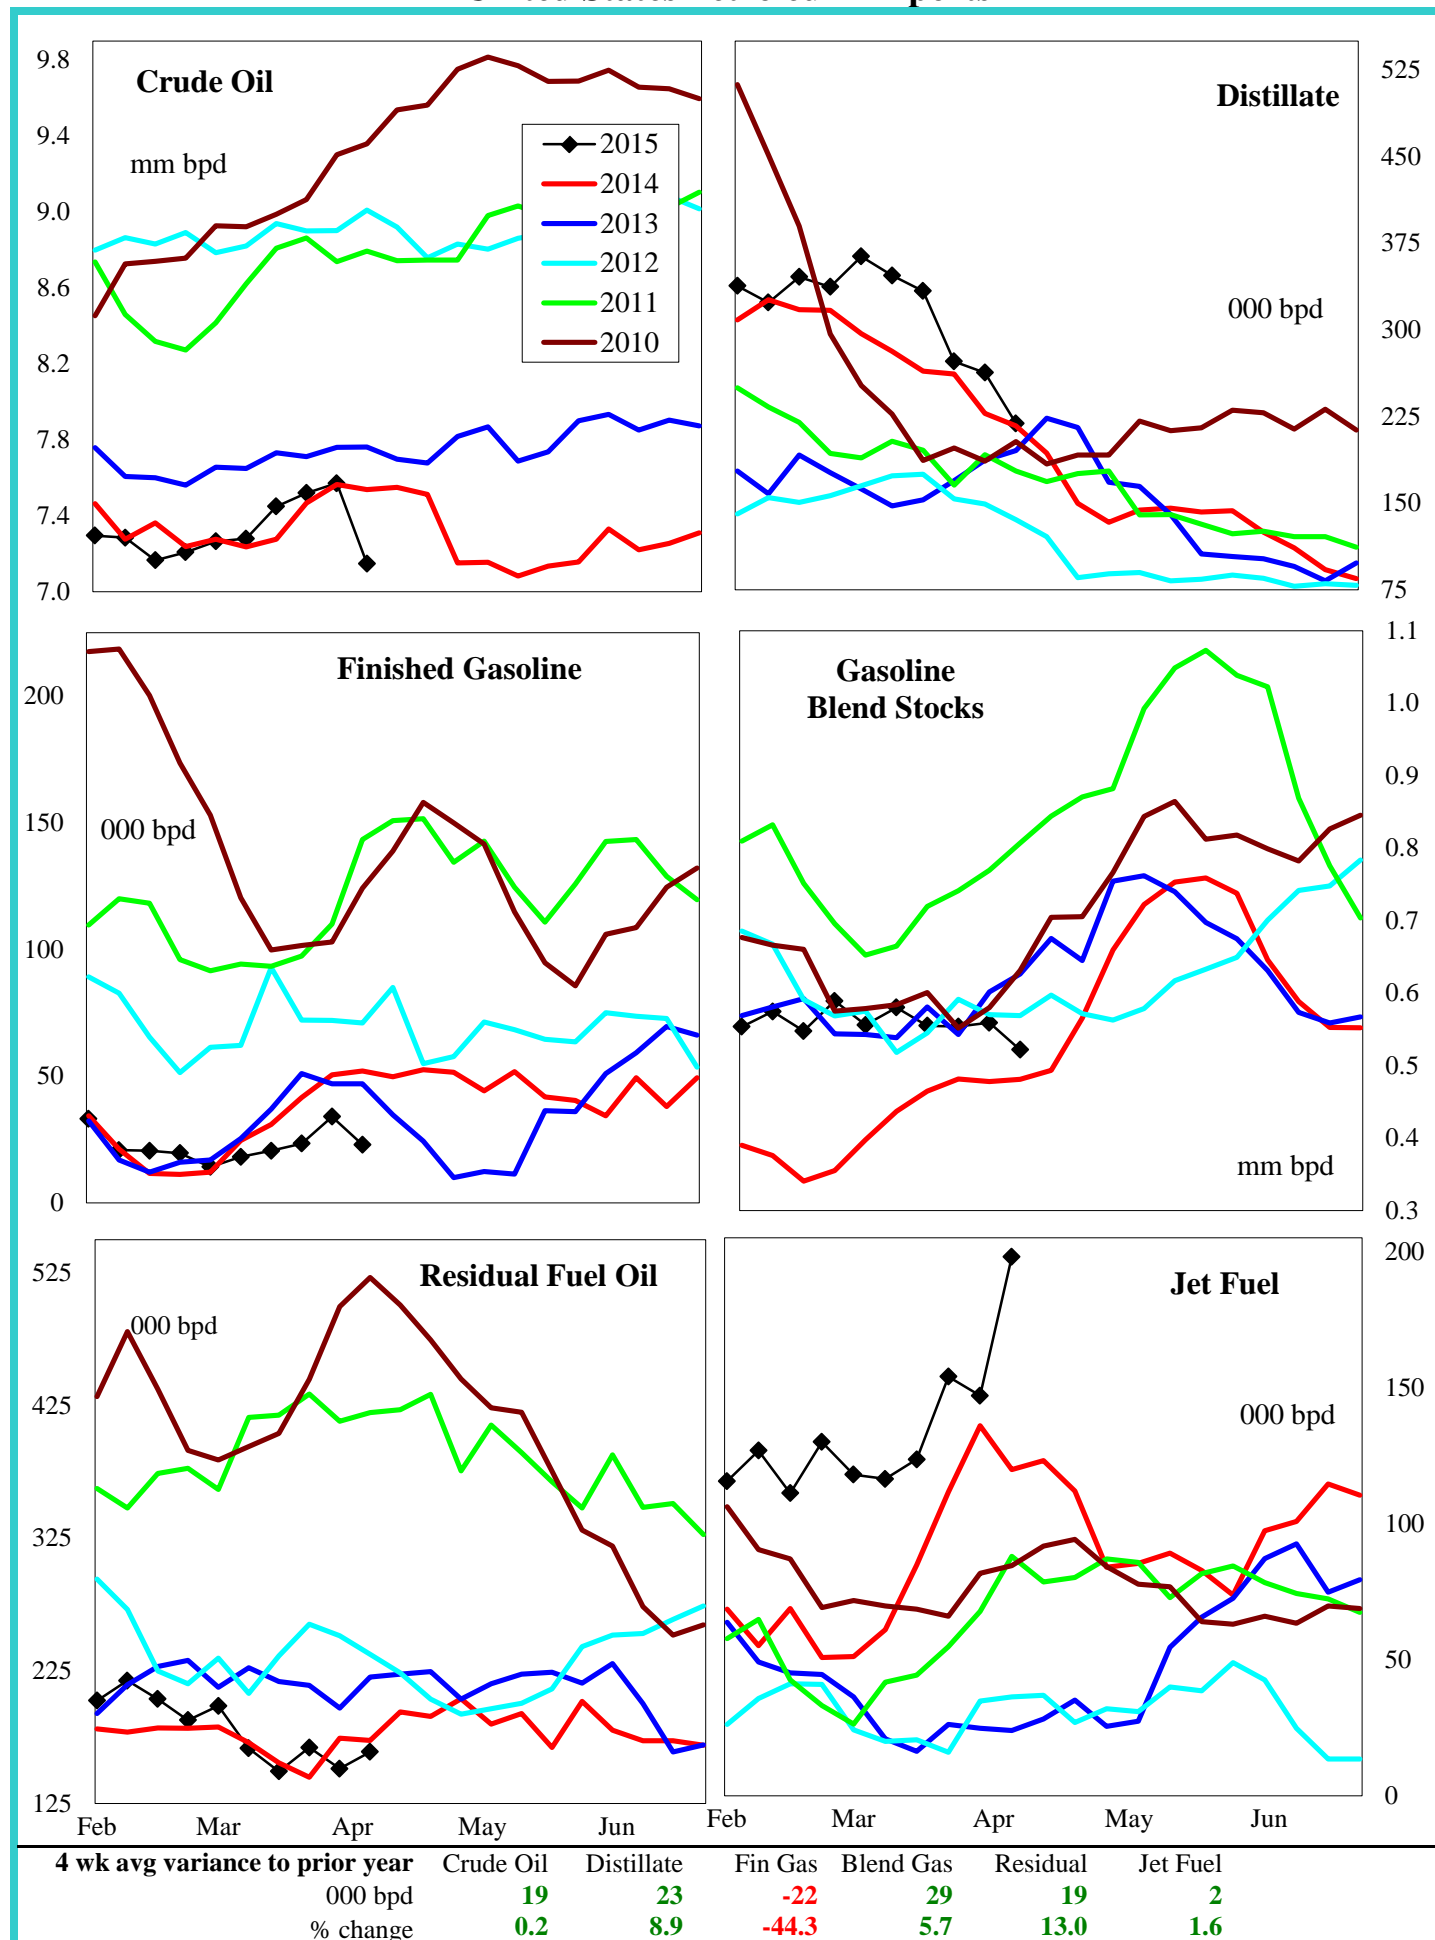 9.8
9.4
9.0
8.6
8.2
7.8
7.4
7.0
Crude Oil
mm bpd
2015
2014
2013
2012
2011
2010
Distillate
000 bpd
525
450
375
300
225
150
75
200
150
100
50
0
Finished Gasoline
000 bpd
Gasoline
Blend Stocks
mm bpd
1.1
1.0
0.9
0.8
0.7
0.6
0.5
0.4
0.3
525
425
325
225
125
Residual Fuel Oil
000 bpd
Feb Mar Apr May Jun
Jet Fuel
000 bpd
200
150
100
50
0
Feb Mar Apr May Jun
4 wk avg variance to prior year Crude Oil Distillate Fin Gas Blend Gas Residual Jet Fuel
000 bpd 19 23 -22 29 19 2
% change 0.2 8.9 -44.3 5.7 13.0 1.6